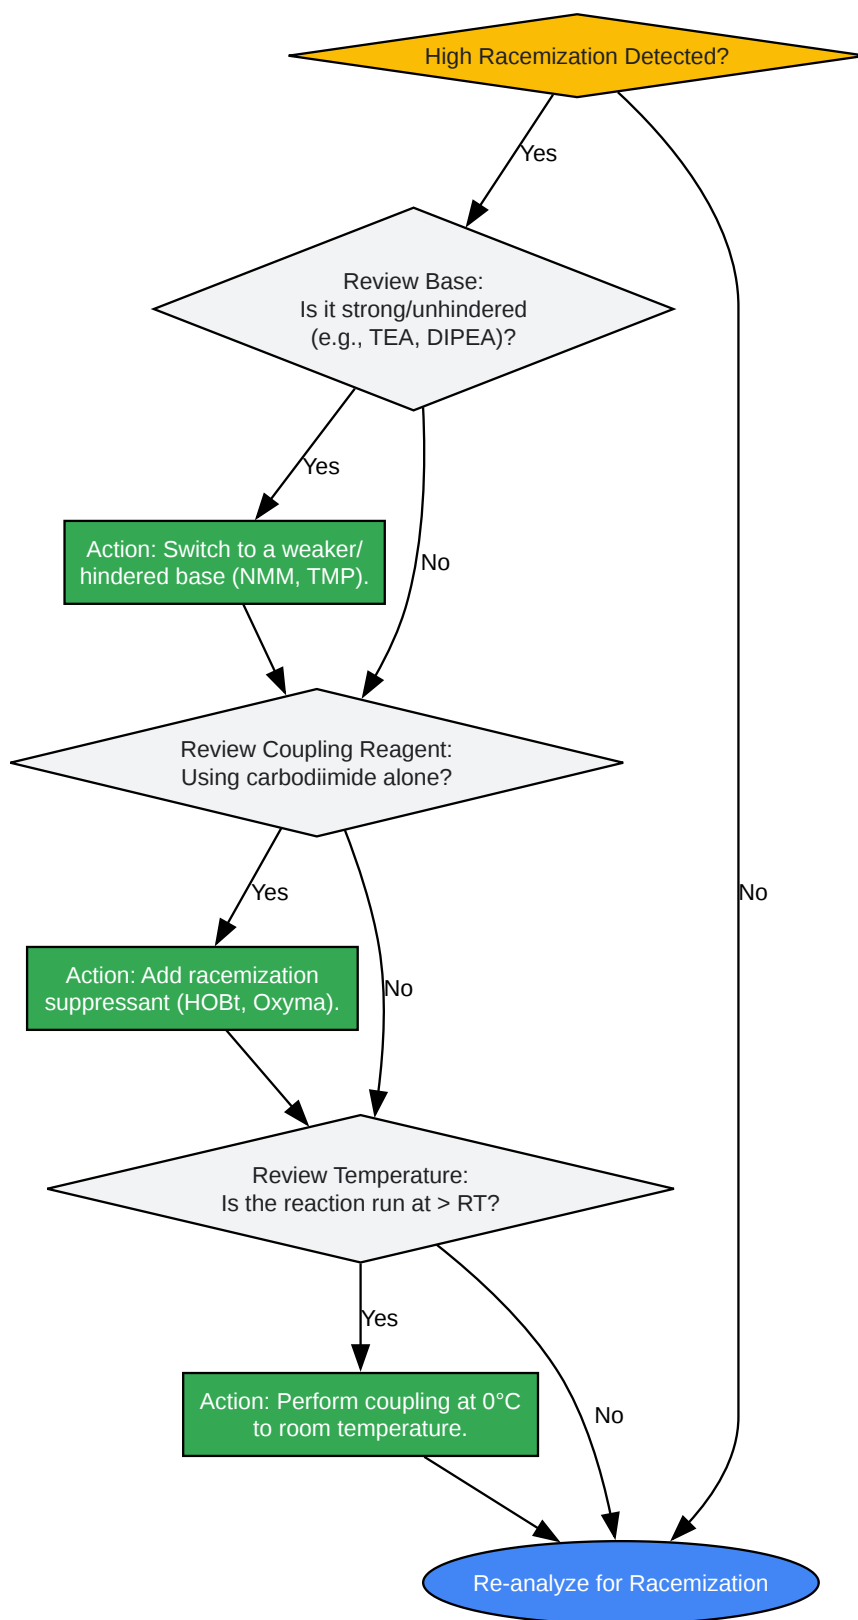 High Racemization Detected?
Yes
Review Base:
Is it strong/unhindered
(e.g., TEA, DIPEA)?
Yes
Action: Switch to a weaker/
hindered base (NMM, TMP).
No
Review Coupling Reagent:
Using carbodiimide alone?
Yes
No
Action: Add racemization
suppressant (HOBt, Oxyma).
No
Review Temperature:
Is the reaction run at > RT?
Yes
Action: Perform coupling at 0°C
to room temperature.
No
Re-analyze for Racemization